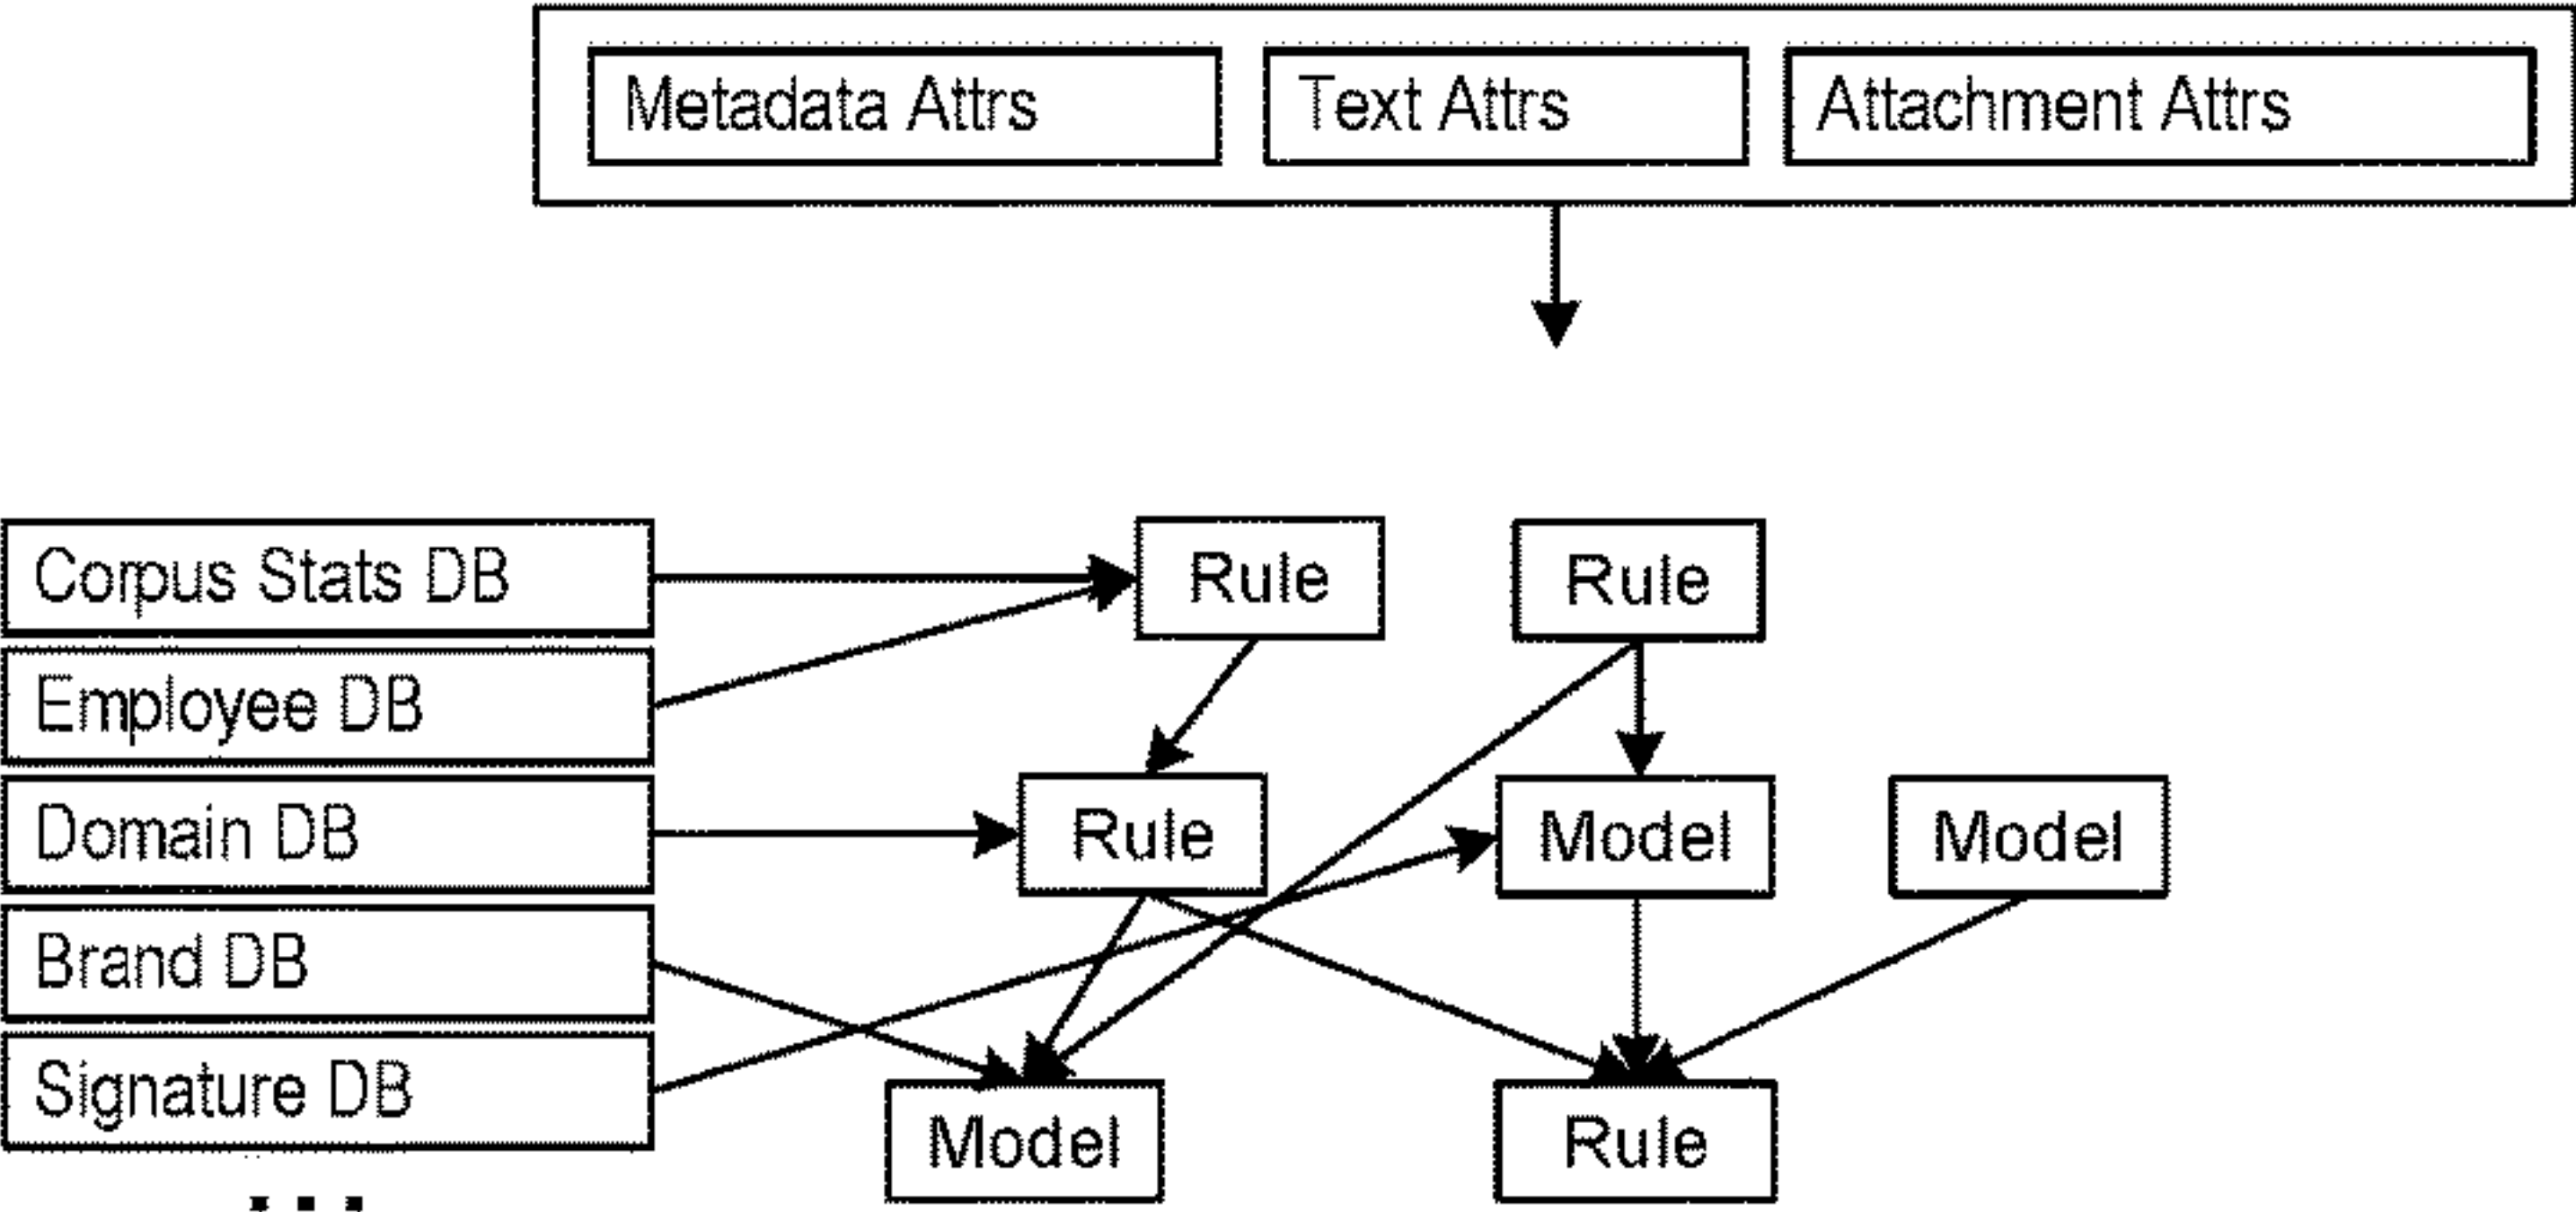 Metadata Attrs
Text Attrs
Attachment Attrs
Corpus Stats DB
Rule
Rule
Employee DB
Domain DB
Rule
Model
Model
Brand DB
Signature DB
Model
Rule
...